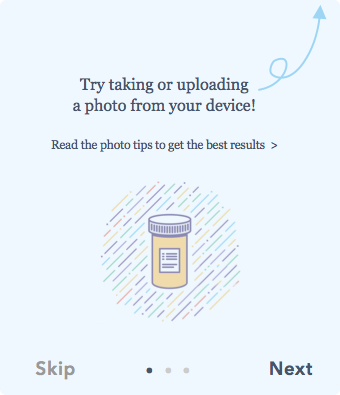 Try taking or uploading
a photo from your device!
Read the photo tips to get the best results >
Skip
Next